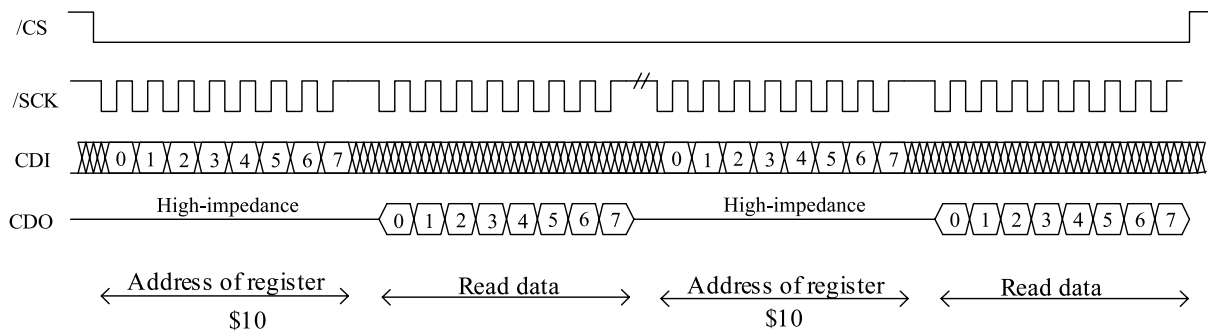 /CS
/SCK
CDI 0 1 2 3 4 5 6 7 0 1 2 3 4 5 6 7
CDO High-impedance 0 1 2 3 4 5 6 7 High-impedance 0 1 2 3 4 5 6 7
Address of register Read data Address of register Read data
$10 $10